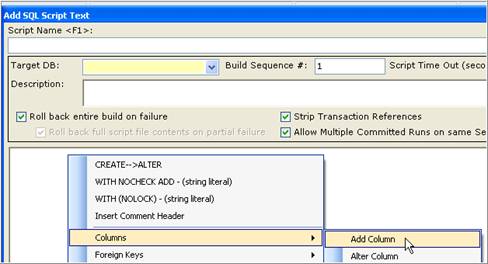 Add SQL Script Text
Script Name <F1>:
Target DB: Build Sequence #: 1 Script Time Out (seco
Description:
Roll back entire build on failure Strip Transaction References
Roll back full script file contents on partial failure Allow Multiple Committed Runs on same Se
CREATE-->ALTER
WITH NOCHECK ADD - (string literal)
WITH (NOLOCK) - (string literal)
Insert Comment Header
Columns Add Column
Foreign Keys Alter Column